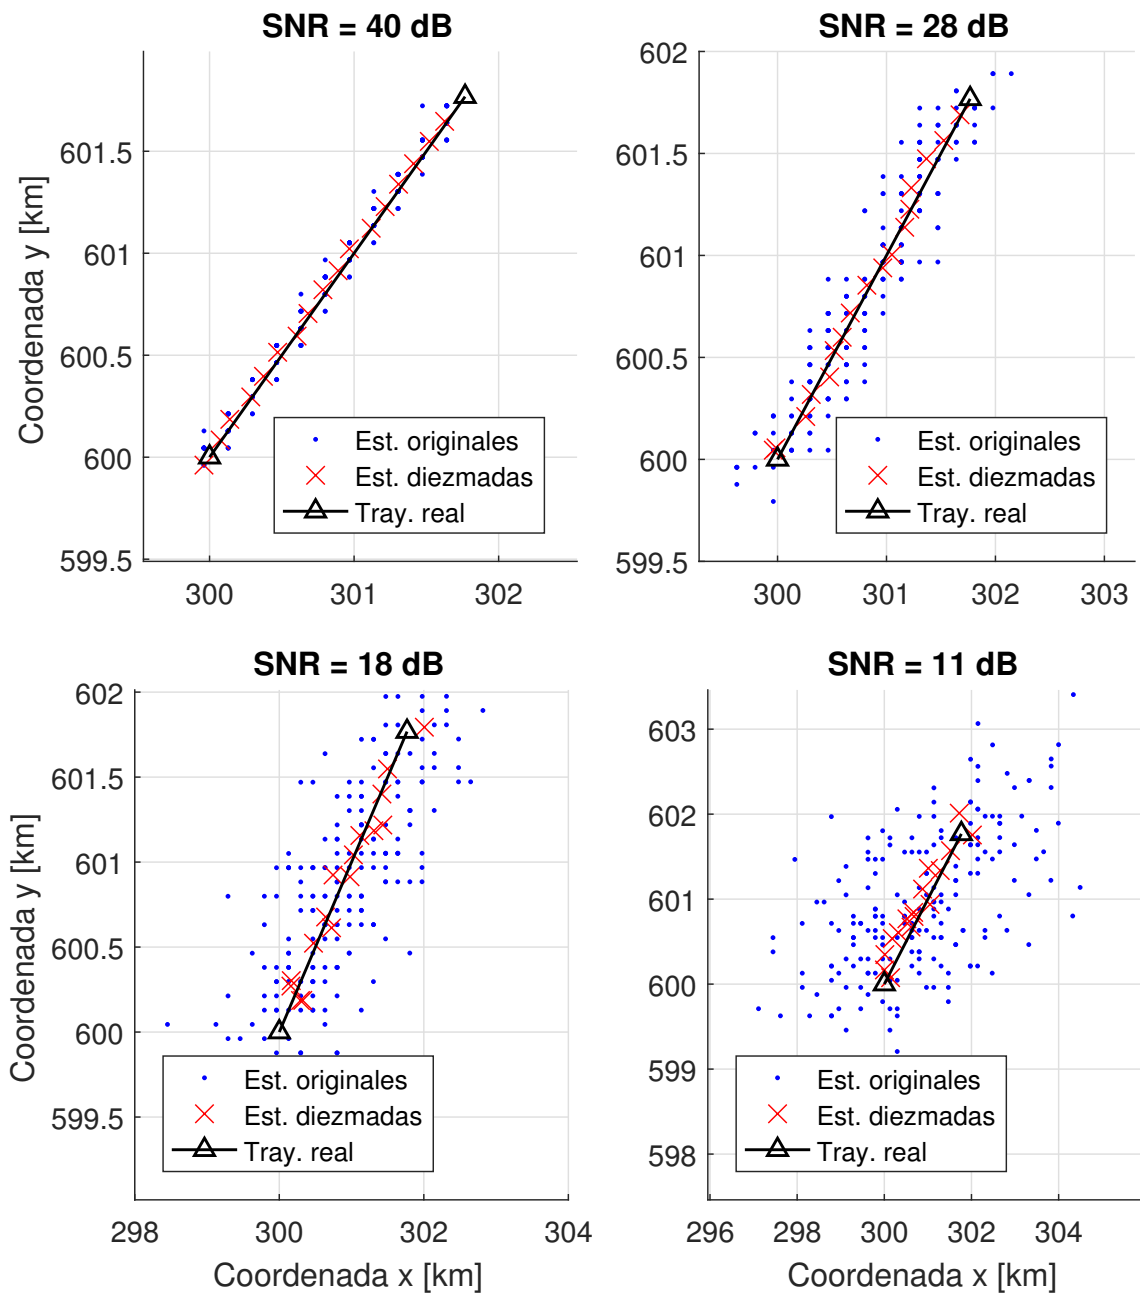 SNR = 40 dB
601.5
601
600.5
600
599.5
Coordenada y [km]
300
301
302
Est. originales
Est. diezmadas
Tray. real
SNR = 28 dB
602
601.5
601
600.5
600
599.5
300
301
302
303
Est. originales
Est. diezmadas
Tray. real
SNR = 18 dB
602
601.5
601
600.5
600
599.5
Coordenada y [km]
298
300
302
304
Coordenada x [km]
Est. originales
Est. diezmadas
Tray. real
SNR = 11 dB
603
602
601
600
599
598
296
298
300
302
304
Coordenada x [km]
Est. originales
Est. diezmadas
Tray. real